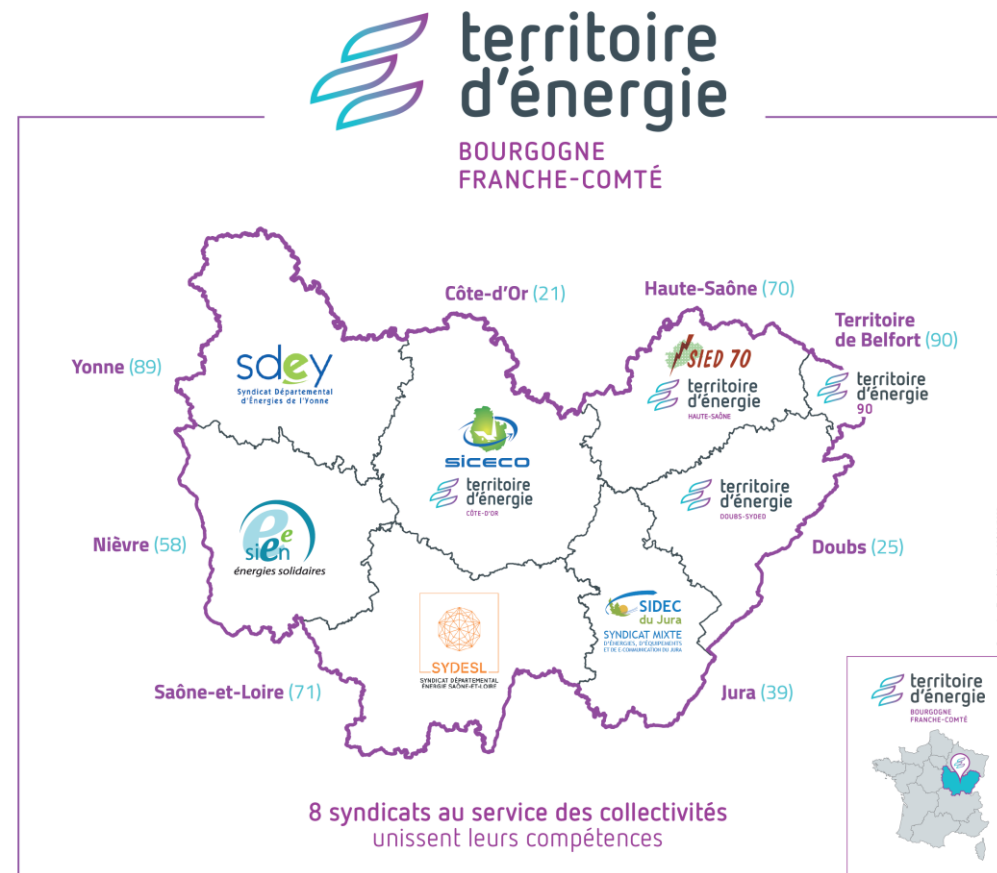 territoire
d'énergie
BOURGOGNE
FRANCHE-COMTÉ
Côte-d'Or (21)
Haute-Saône (70)
Territoire
de Belfort (90)
Yonne (89)
sdey
Syndicat Départemental
d'Énergies de l'Yonne
SIED 70
territoire
d'énergie
HAUTE-SAÔNE
territoire
d'énergie
90
siceco
territoire
d'énergie
CÔTE-D'OR
territoire
d'énergie
DOUBS-SYDED
Nièvre (58)
e e
sieen
énergies solidaires
Doubs (25)
SIDEC
du Jura
SYNDICAT MIXTE
D'ÉNERGIES, D'ÉQUIPEMENTS
ET DE E-COMMUNICATION DU JURA
SYDESL
SYNDICAT DÉPARTEMENTAL
ÉNERGIE SAÔNE-ET-LOIRE
Saône-et-Loire (71)
Jura (39)
territoire
d'énergie
BOURGOGNE
FRANCHE-COMTÉ
8 syndicats au service des collectivités
unissent leurs compétences